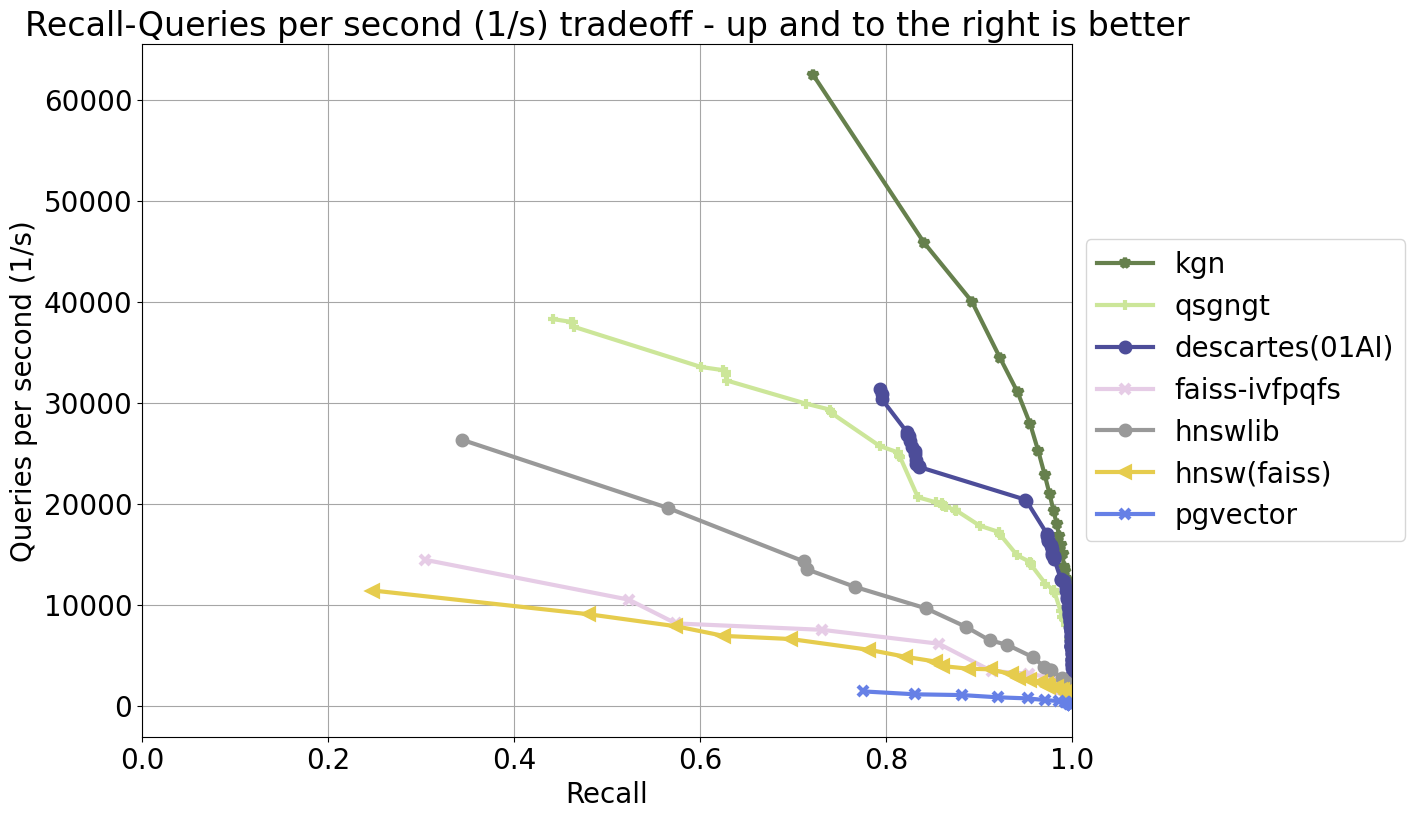 Recall-Queries per second (1/s) tradeoff - up and to the right is better
Queries per second (1/s)
60000
50000
40000
30000
20000
10000
0
0.0 0.2 0.4 0.6 0.8 1.0
Recall
kgn
qsgngt
descartes(01AI)
faiss-ivfpqfs
hnswlib
hnsw(faiss)
pgvector